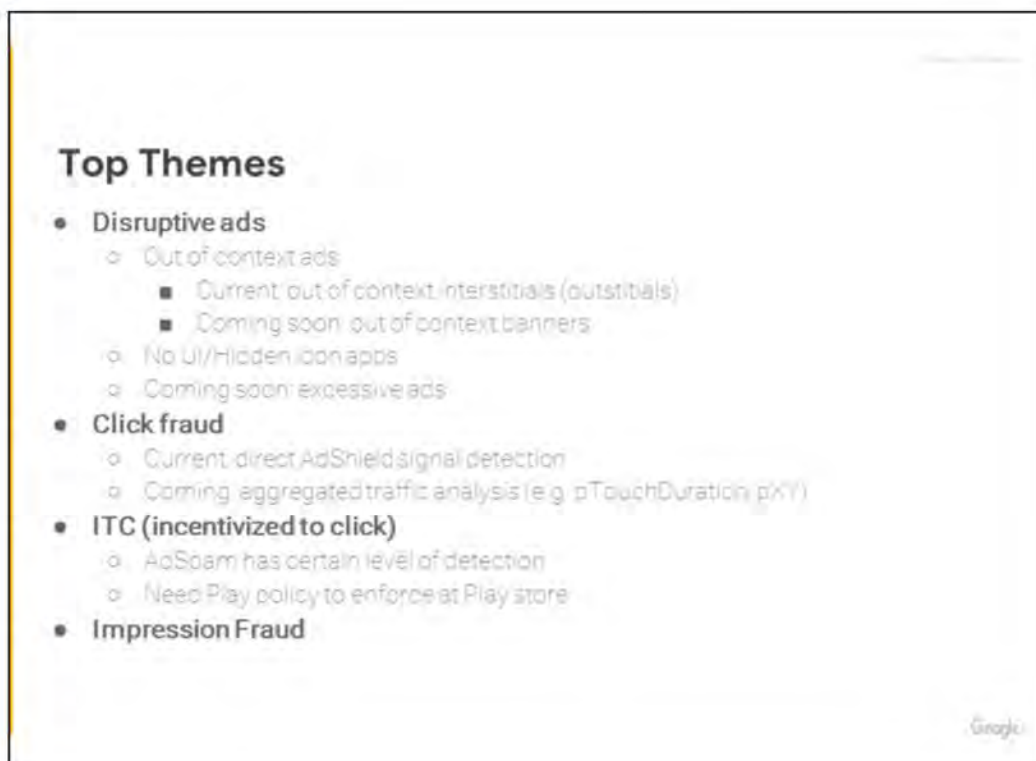 Top Themes
● Disruptive ads
○ Out of context ads
■ Current: out of context interstitials (outstitials)
■ Coming soon: out of context banners
○ No UI/Hidden icon apps
○ Coming soon: excessive ads
● Click fraud
○ Current: direct AdShield signal detection
○ Coming: aggregated traffic analysis (e.g. pTouchDuration, pXY)
● ITC (incentivized to click)
○ AdSpam has certain level of detection
○ Need Play policy to enforce at Play store
● Impression Fraud
Google